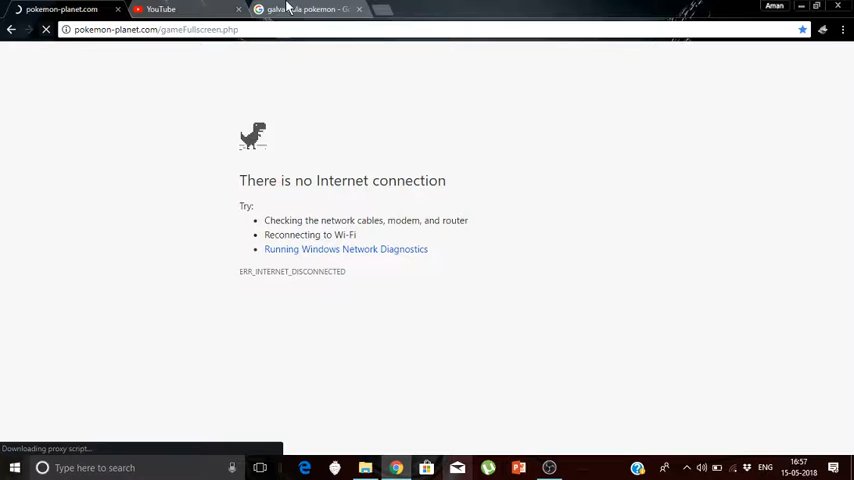 pokemon-planet.com
YouTube
Aman
pokemon-planet.com/gameFullscreen.php
There is no Internet connection
Try:
Checking the network cables, modem, and router
Reconnecting to Wi-Fi
Running Windows Network Diagnostics
ERR_INTERNET_DISCONNECTED
Downloading proxy script...
Type here to search
ENG
16:57
15-05-2018